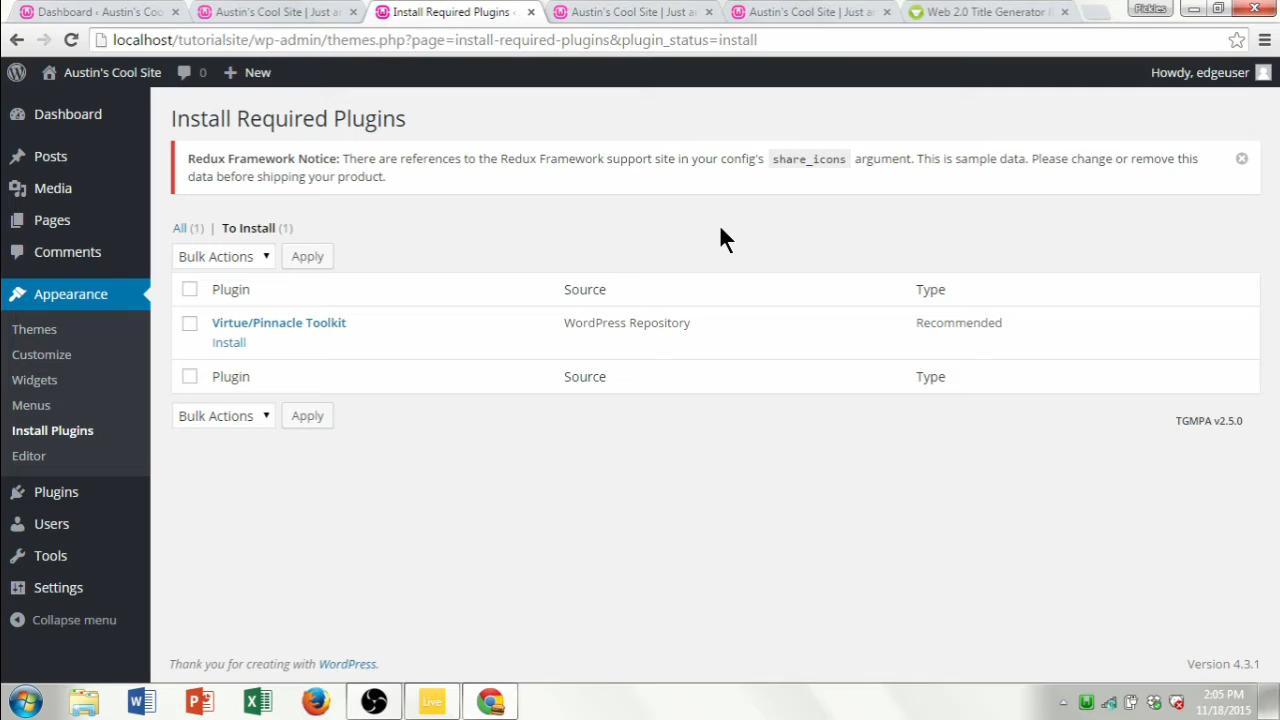 Dashboard ‹ Austin's Coo
Austin's Cool Site | Just an
Install Required Plugins ‹
Austin's Cool Site | Just an
Austin's Cool Site | Just an
Web 2.0 Title Generator |
Pickles
localhost/tutorialsite/wp-admin/themes.php?page=install-required-plugins&plugin_status=install
Austin's Cool Site 0 New Howdy, edgeuser
Dashboard
Posts
Media
Pages
Comments
Appearance
Themes
Customize
Widgets
Menus
Install Plugins
Editor
Plugins
Users
Tools
Settings
Collapse menu
Install Required Plugins
Redux Framework Notice: There are references to the Redux Framework support site in your config's share_icons argument. This is sample data. Please change or remove this
data before shipping your product.
All (1) | To Install (1)
Bulk Actions Apply
Plugin Source Type
Virtue/Pinnacle Toolkit WordPress Repository Recommended
Install
Plugin Source Type
Bulk Actions Apply
TGMPA v2.5.0
Thank you for creating with WordPress.
Version 4.3.1
Live
2:05 PM
11/18/2015